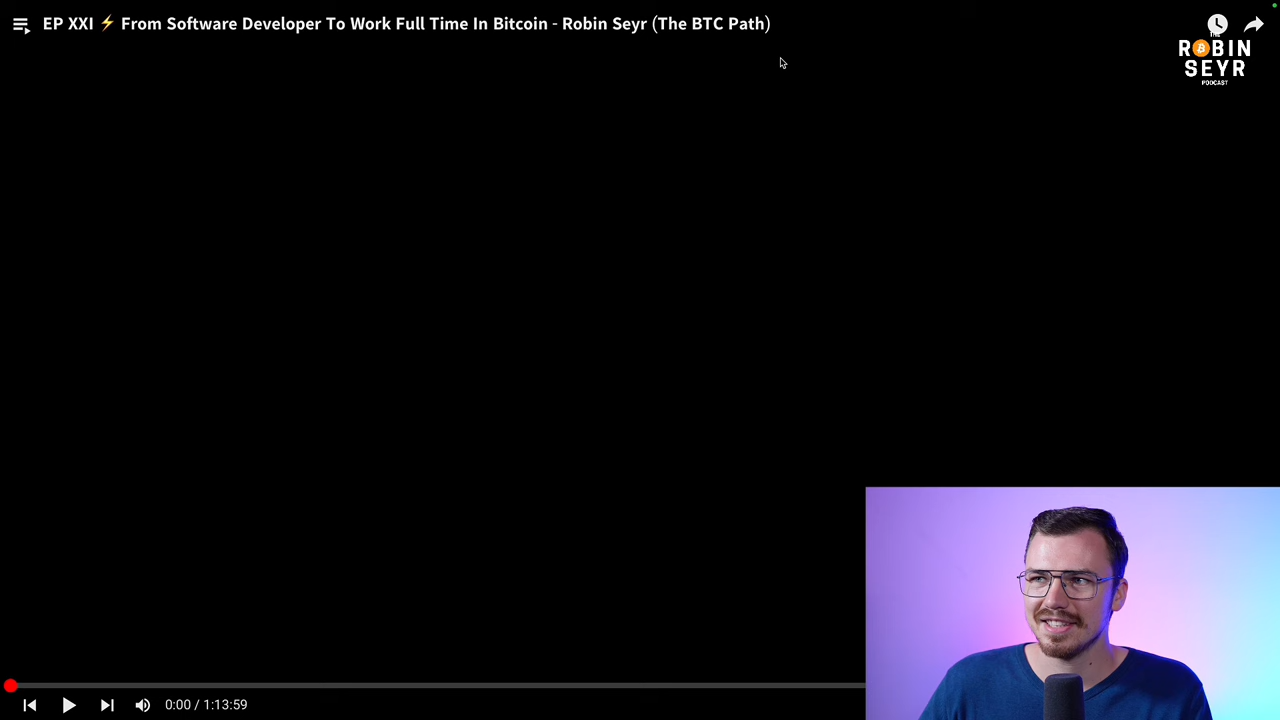 EP XXI ⚡ From Software Developer To Work Full Time In Bitcoin - Robin Seyr (The BTC Path)
THE
ROBIN
SEYR
PODCAST
0:00 / 1:13:59